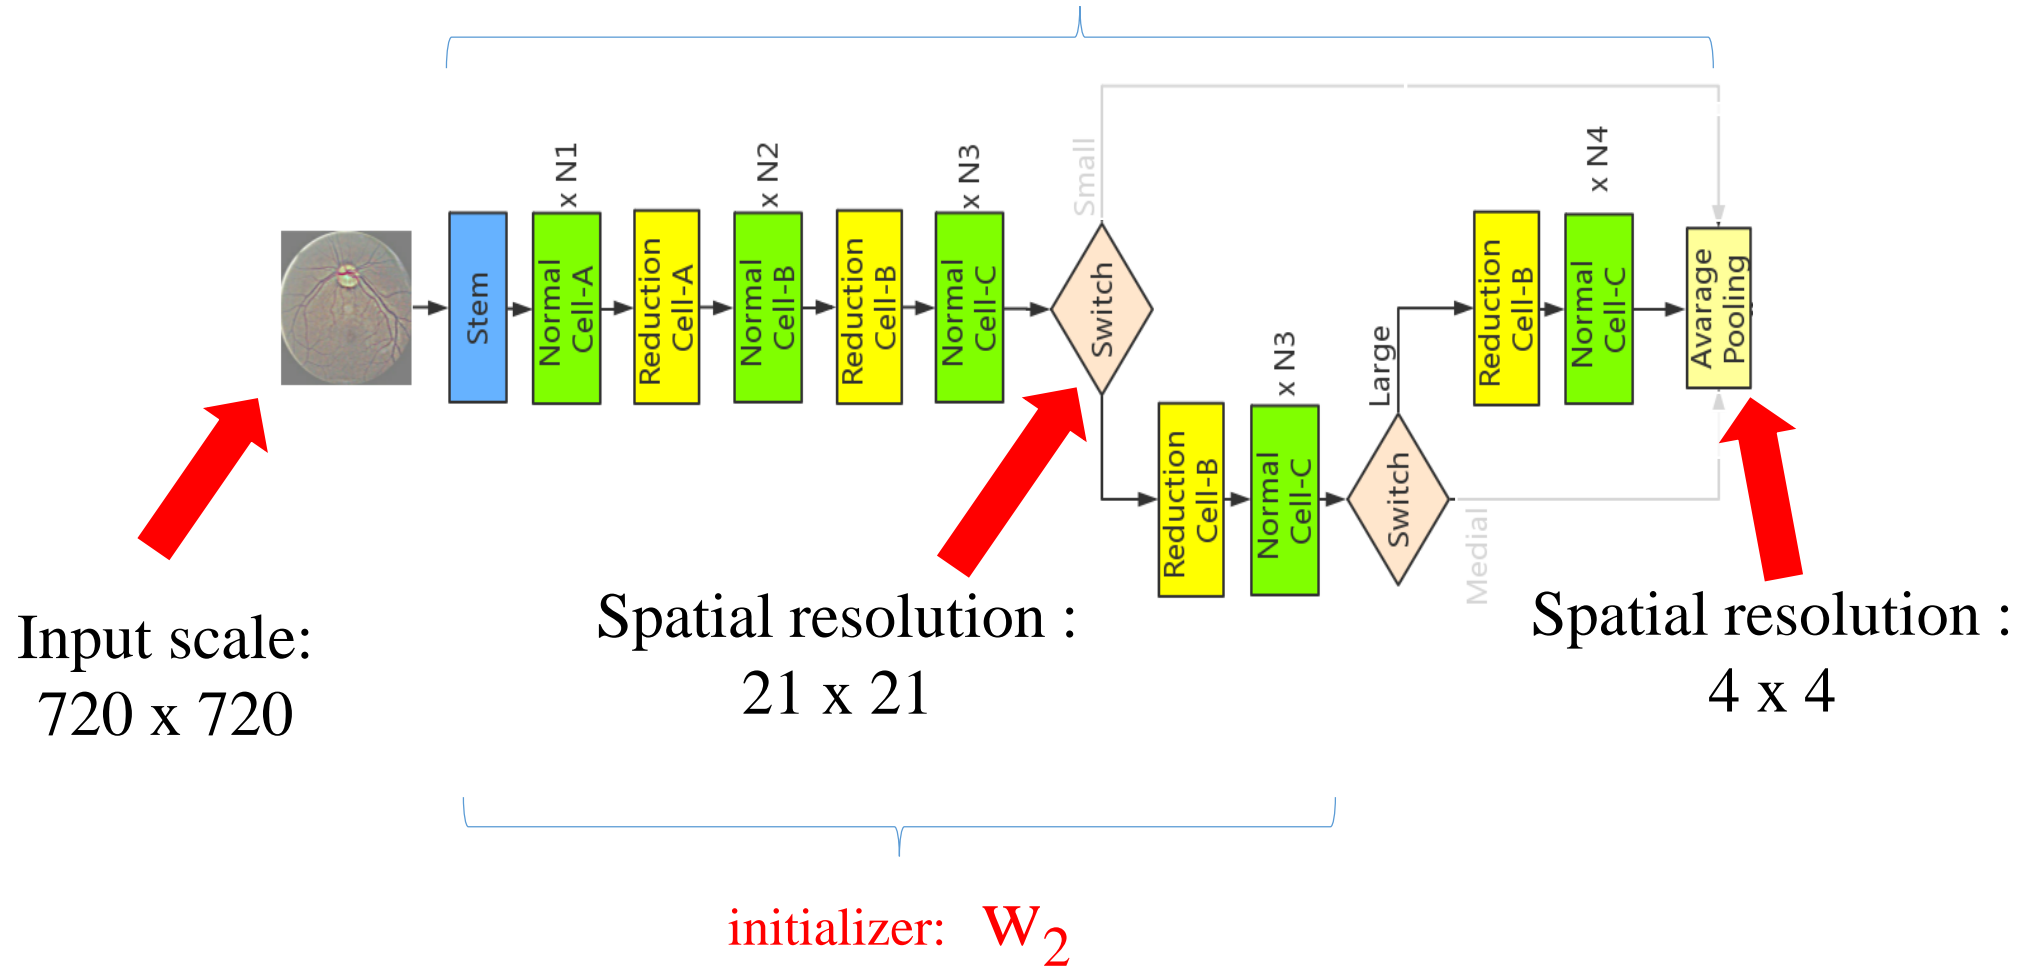 x N1
x N2
x N3
Small
x N4
Stem
Normal
Cell-A
Reduction
Cell-A
Normal
Cell-B
Reduction
Cell-B
Normal
Cell-C
Switch
Reduction
Cell-B
Normal
Cell-C
x N3
Switch
Large
Medial
Reduction
Cell-B
Normal
Cell-C
Avarage
Pooling
Input scale:
720 x 720
Spatial resolution :
21 x 21
Spatial resolution :
4 x 4
initializer: w2